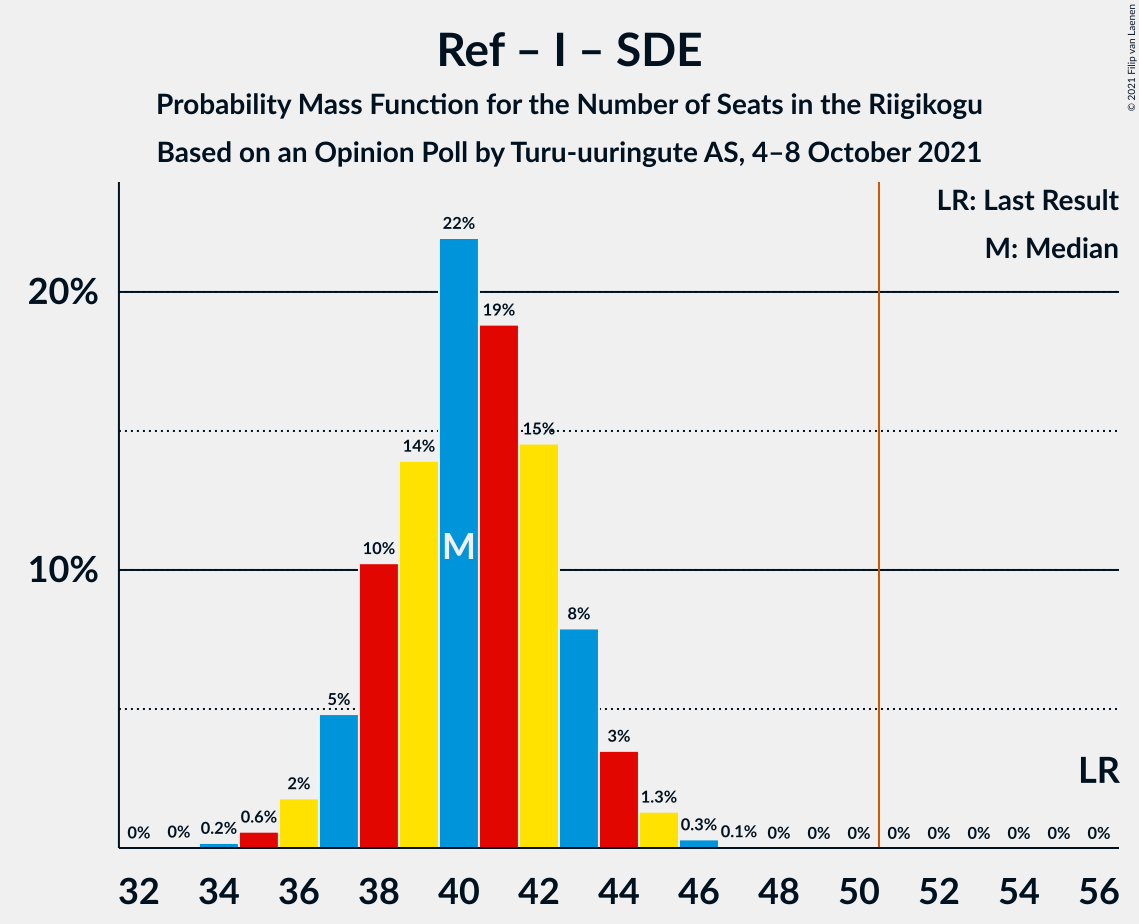 Ref – I – SDE
Probability Mass Function for the Number of Seats in the Riigikogu
Based on an Opinion Poll by Turu-uuringute AS, 4–8 October 2021
© 2021 Filip van Laenen
LR: Last Result
M: Median
20%
10%
0% 0% 0.2% 0.6% 2% 5% 10% 14% 22% 19% 15% 8% 3% 1.3% 0.3% 0.1% 0% 0% 0% 0% 0% 0% 0% 0% 0%
M
LR
32 34 36 38 40 42 44 46 48 50 52 54 56